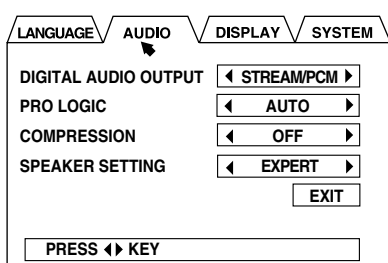 LANGUAGE AUDIO DISPLAY SYSTEM
DIGITAL AUDIO OUTPUT ◀ STREAM/PCM ▶
PRO LOGIC ◀ AUTO ▶
COMPRESSION ◀ OFF ▶
SPEAKER SETTING ◀ EXPERT ▶
EXIT
PRESS ◀▶ KEY